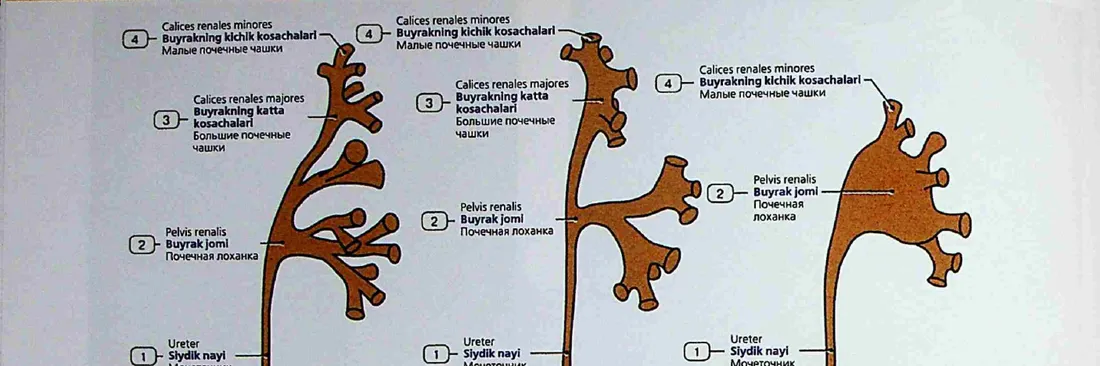 4
Calices renales minores
Buyrakning kichik kosachalari
Малые почечные чашки
3
Calices renales majores
Buyrakning katta
kosachalari
Большие почечные
чашки
2
Pelvis renalis
Buyrak jomi
Почечная лоханка
1
Ureter
Siydik nayi
Мочеточник
4
Calices renales minores
Buyrakning kichik kosachalari
Малые почечные чашки
3
Calices renales majores
Buyrakning katta
kosachalari
Большие почечные
чашки
2
Pelvis renalis
Buyrak jomi
Почечная лоханка
1
Ureter
Siydik nayi
Мочеточник
4
Calices renales minores
Buyrakning kichik kosachalari
Малые почечные чашки
2
Pelvis renalis
Buyrak jomi
Почечная
лоханка
1
Ureter
Siydik nayi
Мочеточник